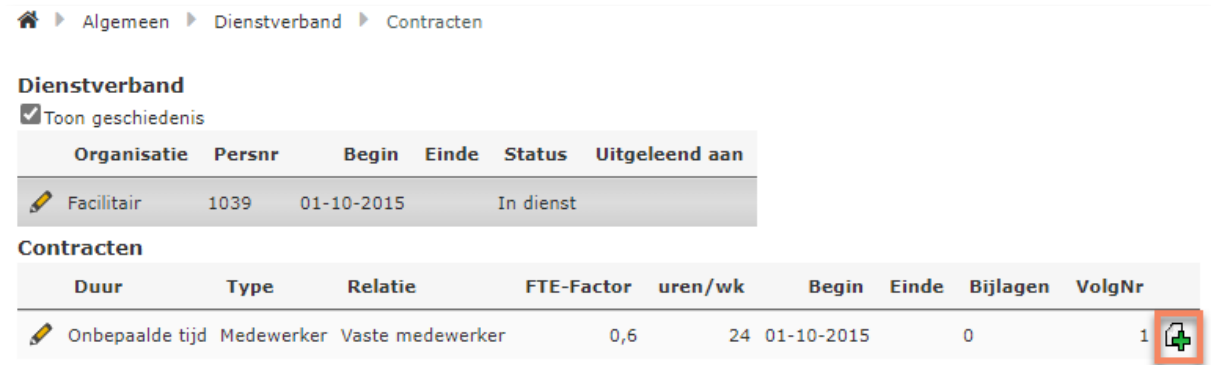 Algemeen Dienstverband Contracten
Dienstverband
Toon geschiedenis
Organisatie Persnr Begin Einde Status Uitgeleend aan
Facilitair 1039 01-10-2015 In dienst
Contracten
Duur Type Relatie FTE-Factor uren/wk Begin Einde Bijlagen VolgNr
Onbepaalde tijd Medewerker Vaste medewerker 0,6 24 01-10-2015 0 1